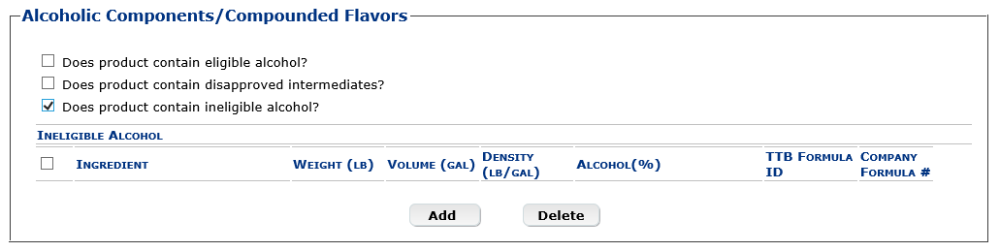 Alcoholic Components/Compounded Flavors
Does product contain eligible alcohol?
Does product contain disapproved intermediates?
Does product contain ineligible alcohol?
Ineligible Alcohol
Ingredient Weight (lb) Volume (gal) Density (lb/gal) Alcohol(%) TTB Formula ID Company Formula #
Add Delete